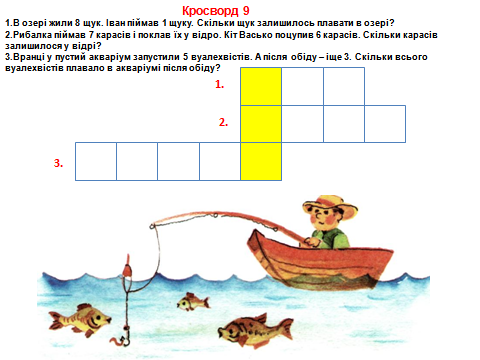 Кросворд 9
1.В озері жили 8 щук. Іван піймав 1 щуку. Скільки щук залишилось плавати в озері?
2.Рибалка піймав 7 карасів і поклав їх у відро. Кіт Васько поцупив 6 карасів. Скільки карасів
залишилося у відрі?
3.Вранці у пустий акваріум запустили 5 вуалехвістів. А після обіду – іще 3. Скільки всього
вуалехвістів плавало в акваріумі після обіду?
1.
2.
3.